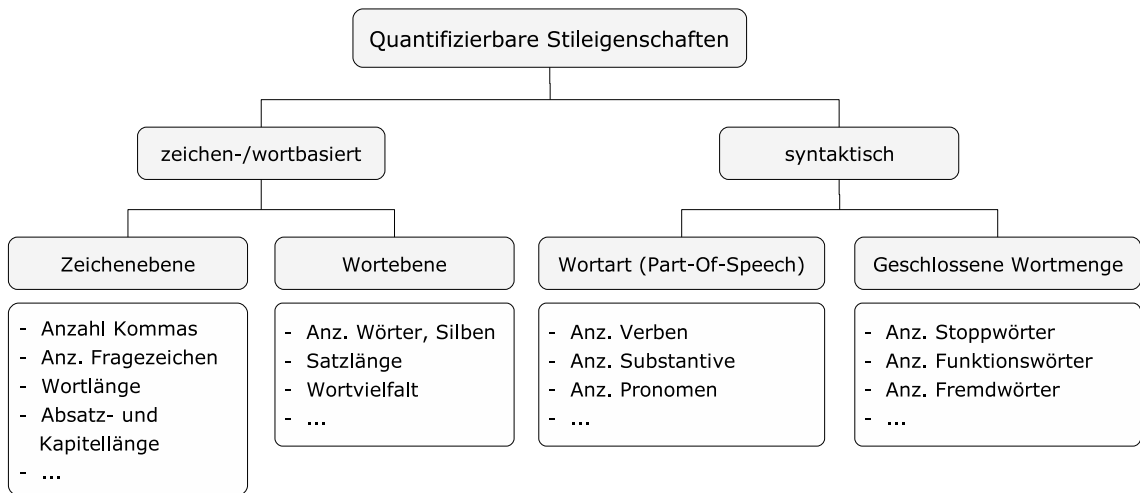 Quantifizierbare Stileigenschaften
zeichen-/wortbasiert
syntaktisch
Zeichenebene
Wortebene
Wortart (Part-Of-Speech)
Geschlossene Wortmenge
- Anzahl Kommas
- Anz. Fragezeichen
- Wortlänge
- Absatz- und
Kapitellänge
- ...
- Anz. Wörter, Silben
- Satzlänge
- Wortvielfalt
- ...
- Anz. Verben
- Anz. Substantive
- Anz. Pronomen
- ...
- Anz. Stoppwörter
- Anz. Funktionswörter
- Anz. Fremdwörter
- ...